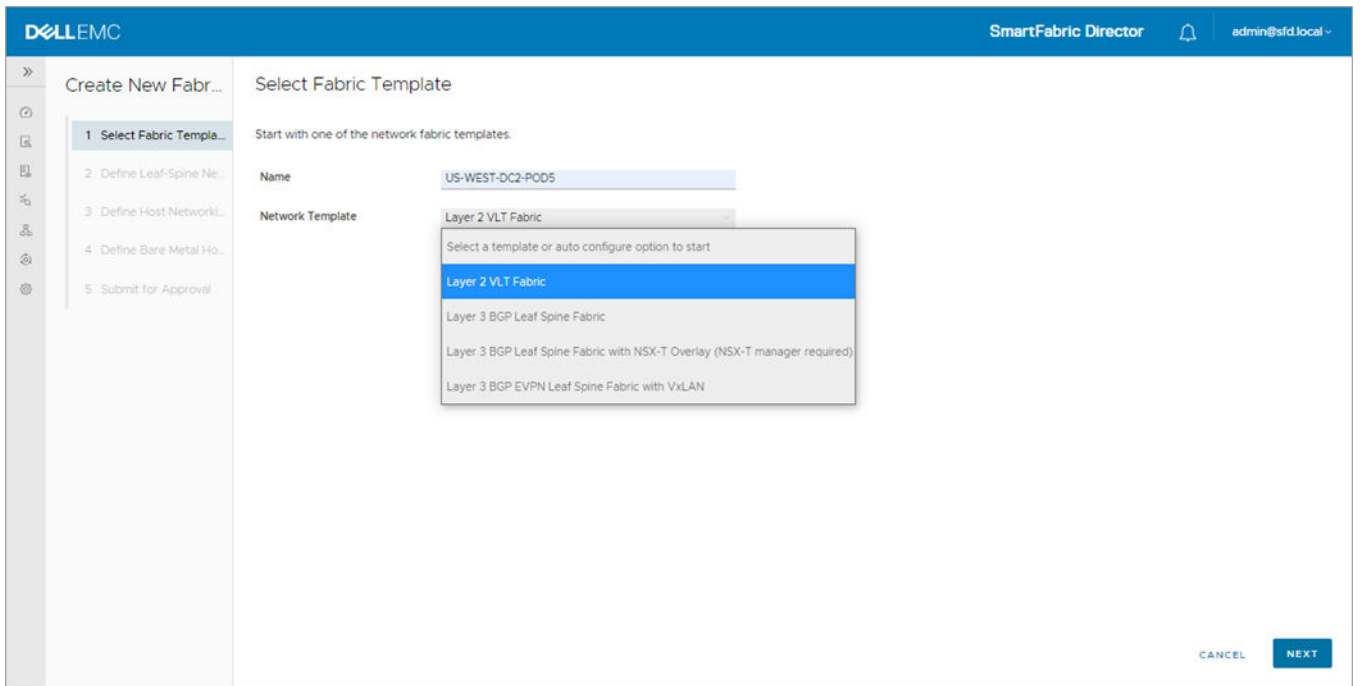 DELLEMC
SmartFabric Director
admin@sfd.local
Create New Fabr...
1 Select Fabric Templa...
2 Define Leaf-Spine Ne...
3 Define Host Networki...
4 Define Bare Metal Ho...
5 Submit for Approval
Select Fabric Template
Start with one of the network fabric templates.
Name US-WEST-DC2-POD5
Network Template Layer 2 VLT Fabric
Select a template or auto configure option to start
Layer 2 VLT Fabric
Layer 3 BGP Leaf Spine Fabric
Layer 3 BGP Leaf Spine Fabric with NSX-T Overlay (NSX-T manager required)
Layer 3 BGP EVPN Leaf Spine Fabric with VxLAN
CANCEL NEXT